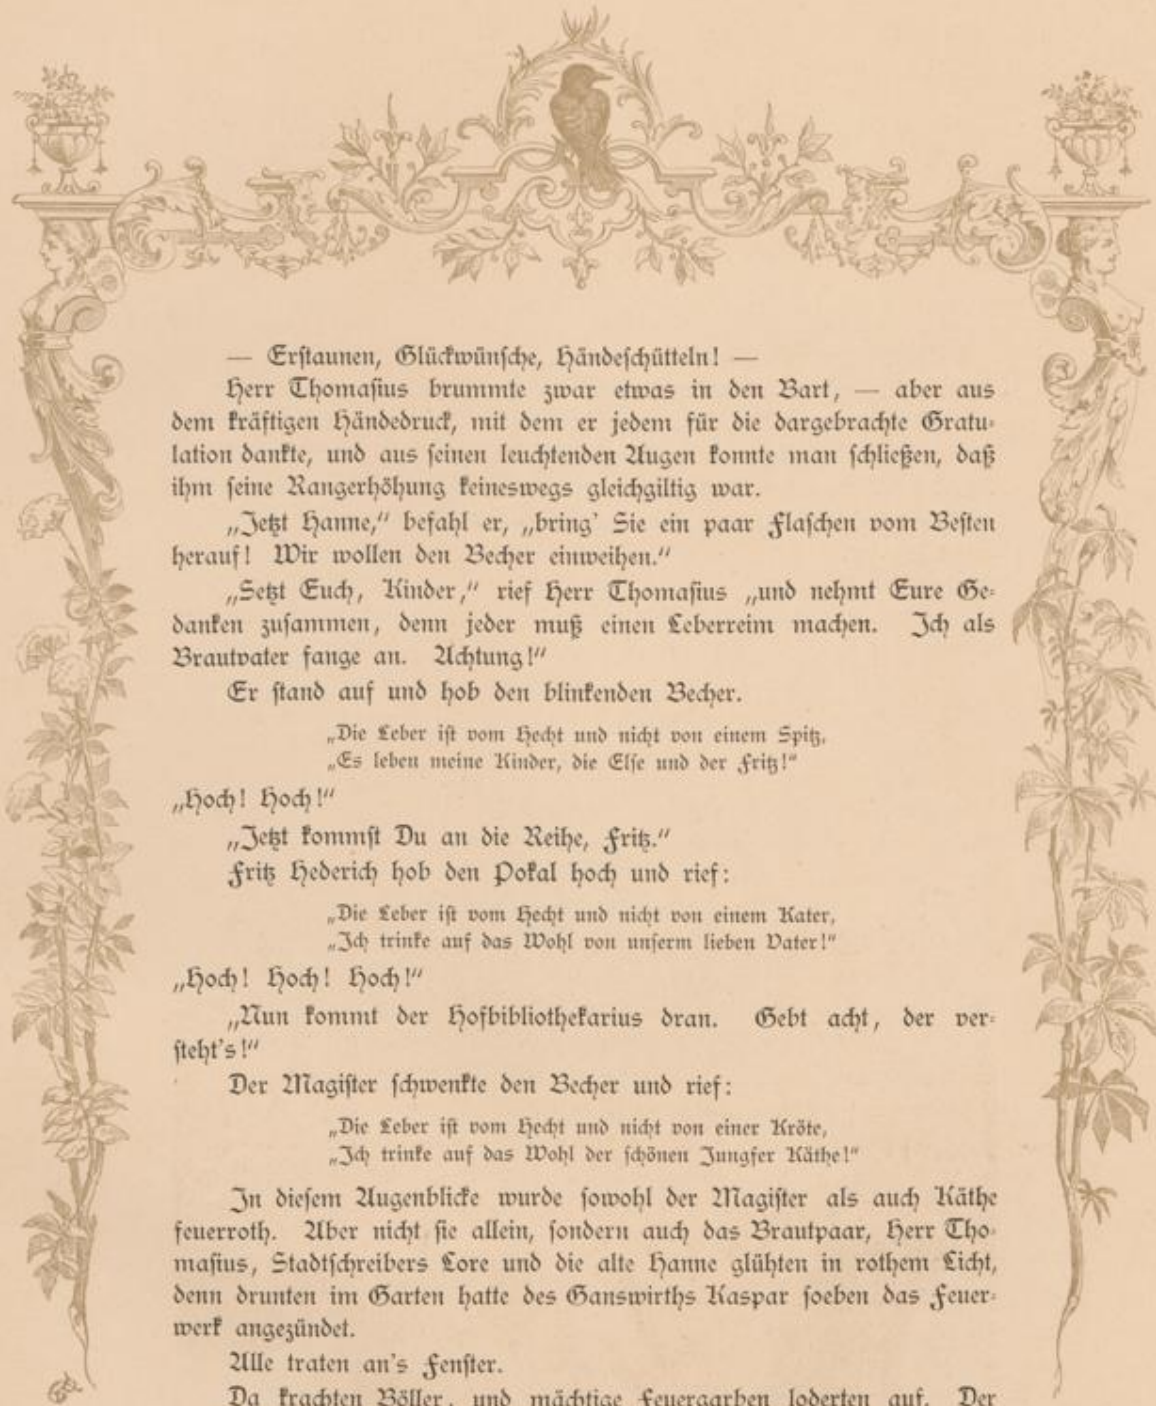 — Erſtaunen, Glückwünſche, Händeſchütteln! —
Herr Thomaſius brummte zwar etwas in den Bart, — aber aus
dem kräftigen Händedruck, mit dem er jedem für die dargebrachte Gratu-
lation dankte, und aus ſeinen leuchtenden Augen konnte man ſchließen, daß
ihm ſeine Rangerhöhung keineswegs gleichgiltig war.
„Jetzt Hanne,“ befahl er, „bring' Sie ein paar Flaſchen vom Beſten
herauf! Wir wollen den Becher einweihen.“
„Setzt Euch, Kinder,“ rief Herr Thomaſius „und nehmt Eure Ge-
danken zuſammen, denn jeder muß einen Leberreim machen. Ich als
Brautvater fange an. Achtung!“
Er ſtand auf und hob den blinkenden Becher.
„Die Leber iſt vom Hecht und nicht von einem Spitz,
„Es leben meine Kinder, die Elſe und der Fritz!“
„Hoch! Hoch!“
„Jetzt kommſt Du an die Reihe, Fritz.“
Fritz Hederich hob den Pokal hoch und rief:
„Die Leber iſt vom Hecht und nicht von einem Kater,
„Ich trinke auf das Wohl von unſerm lieben Vater!“
„Hoch! Hoch! Hoch!“
„Nun kommt der Hofbibliothekarius dran. Gebt acht, der ver-
ſteht's!“
Der Magiſter ſchwenkte den Becher und rief:
„Die Leber iſt vom Hecht und nicht von einer Kröte,
„Ich trinke auf das Wohl der ſchönen Jungfer Käthe!“
In dieſem Augenblicke wurde ſowohl der Magiſter als auch Käthe
feuerroth. Aber nicht ſie allein, ſondern auch das Brautpaar, Herr Tho-
maſius, Stadtſchreibers Lore und die alte Hanne glühten in rothem Licht,
denn drunten im Garten hatte des Ganswirths Kaspar ſoeben das Feuer-
werk angezündet.
Alle traten an's Fenſter.
Da krachten Böller, und mächtige Feuergarben loderten auf. Der